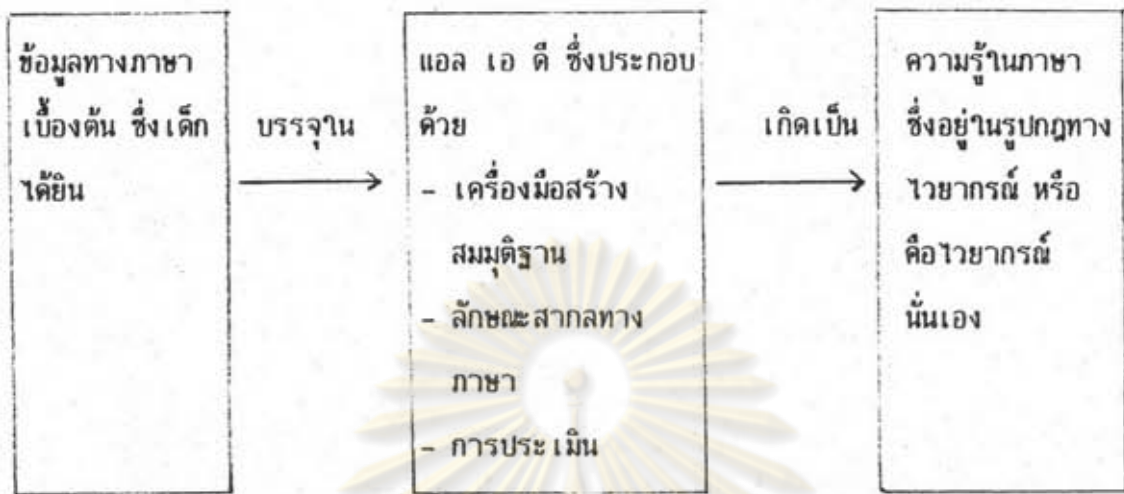 ข้อมูลทางภาษา
เบื้องต้น ซึ่งเด็ก
ได้ยิน
บรรจุใน
แอล เอ ดี ซึ่งประกอบ
ด้วย
- เครื่องมือสร้าง
สมมุติฐาน
- ลักษณะสากลทาง
ภาษา
- การประเมิน
เกิดเป็น
ความรู้ในภาษา
ซึ่งอยู่ในรูปกฎทาง
ไวยากรณ์ หรือ
คือไวยากรณ์
นั่นเอง